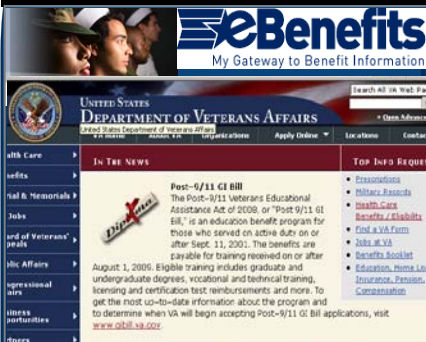 eBenefits
My Gateway to Benefit Information
Search All VA Web Pa
Open Advanc
UNITED STATES
DEPARTMENT OF VETERANS AFFAIRS
United States Department of Veterans Affairs
Organizations
Apply Online
Locations
Contac
alth Care
nefits
rial & Memorials
Jobs
ard of Veterans'
peals
blic Affairs
ngressional
airs
siness
portunities
rtners
IN THE NEWS
Diploma
Post-9/11 GI Bill
The Post-9/11 Veterans Educational
Assistance Act of 2008, or "Post 9/11 GI
Bill," is an education benefit program for
those who served on active duty on or
after Sept. 11, 2001. The benefits are
payable for training received on or after
August 1, 2009. Eligible training includes graduate and
undergraduate degrees, vocational and technical training,
licensing and certification test reimbursements and more. To
get the most up-to-date information about the program and
to determine when VA will begin accepting Post-9/11 GI Bill applications, visit
www.gibill.va.gov.
TOP INFO REQUE
Prescriptions
Military Records
Health Care
Benefits / Eligibility
Find a VA Form
Jobs at VA
Benefits Booklet
Education, Home Loa
Insurance, Pension,
Compensation